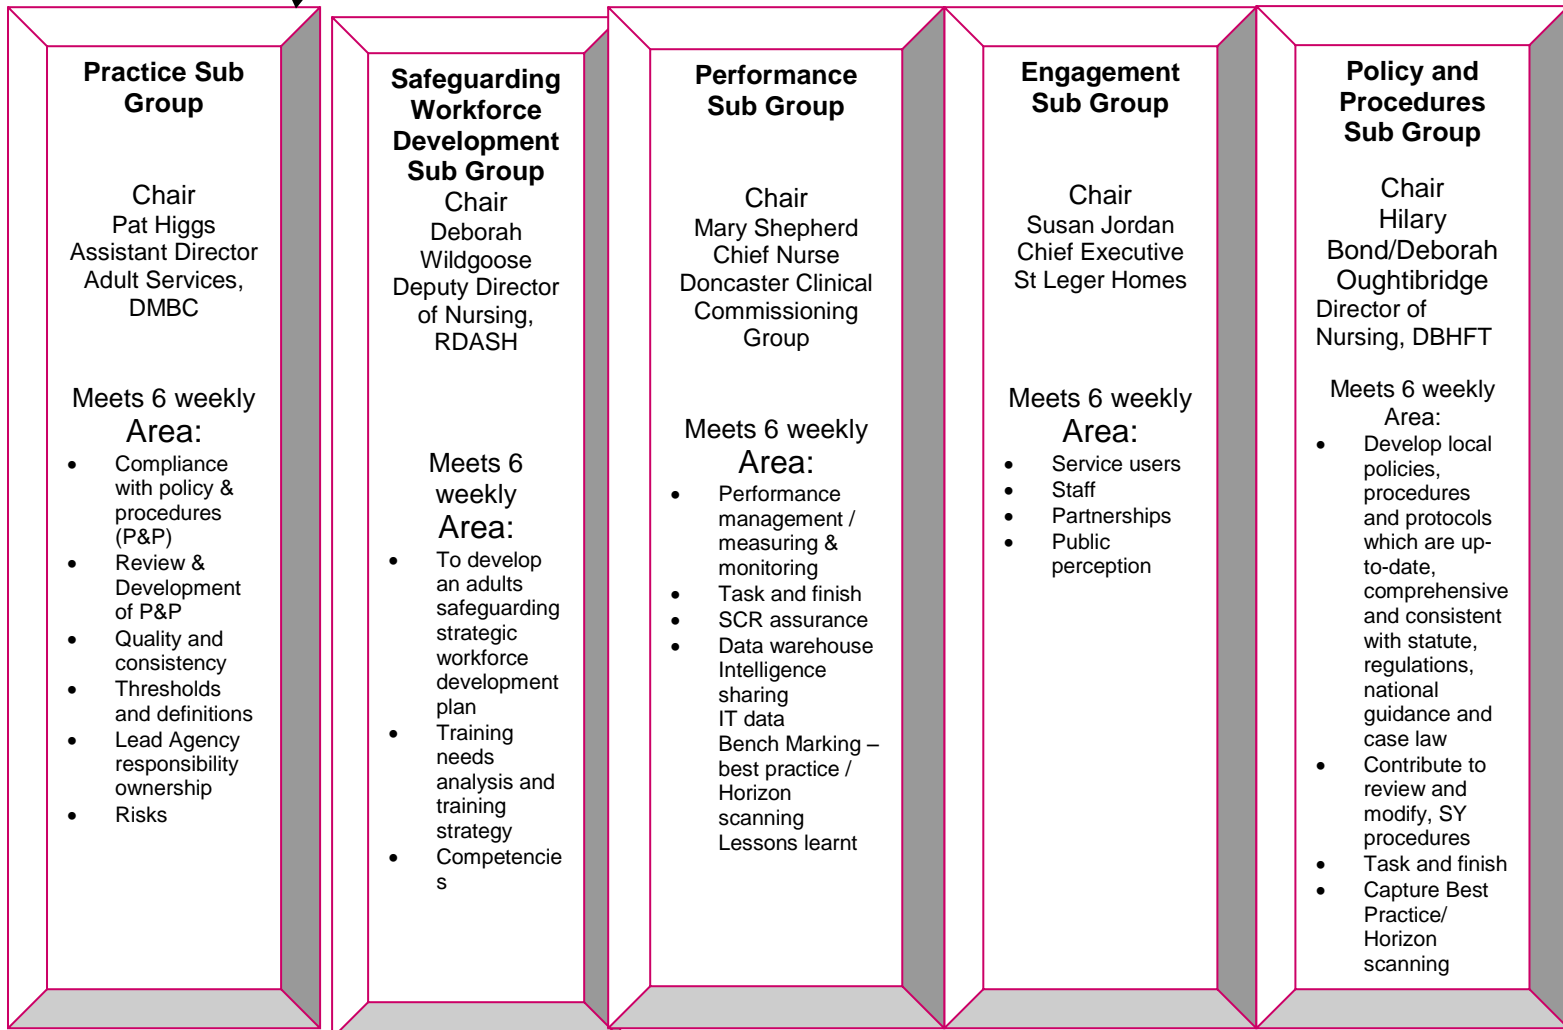 Practice Sub
Group
Chair
Pat Higgs
Assistant Director
Adult Services,
DMBC
Meets 6 weekly
Area:
• Compliance
with policy &
procedures
(P&P)
• Review &
Development
of P&P
• Quality and
consistency
• Thresholds
and definitions
• Lead Agency
responsibility
ownership
• Risks
Safeguarding
Workforce
Development
Sub Group
Chair
Deborah
Wildgoose
Deputy Director
of Nursing,
RDASH
Meets 6
weekly
Area:
• To develop
an adults
safeguarding
strategic
workforce
development
plan
• Training
needs
analysis and
training
strategy
• Competencie
s
Performance
Sub Group
Chair
Mary Shepherd
Chief Nurse
Doncaster Clinical
Commissioning
Group
Meets 6 weekly
Area:
• Performance
management /
measuring &
monitoring
• Task and finish
• SCR assurance
• Data warehouse
Intelligence
sharing
IT data
Bench Marking –
best practice /
Horizon
scanning
Lessons learnt
Engagement
Sub Group
Chair
Susan Jordan
Chief Executive
St Leger Homes
Meets 6 weekly
Area:
• Service users
• Staff
• Partnerships
• Public
perception
Policy and
Procedures
Sub Group
Chair
Hilary
Bond/Deborah
Oughtibridge
Director of
Nursing, DBHFT
Meets 6 weekly
Area:
• Develop local
policies,
procedures
and protocols
which are up-
to-date,
comprehensive
and consistent
with statute,
regulations,
national
guidance and
case law
• Contribute to
review and
modify, SY
procedures
• Task and finish
• Capture Best
Practice/
Horizon
scanning